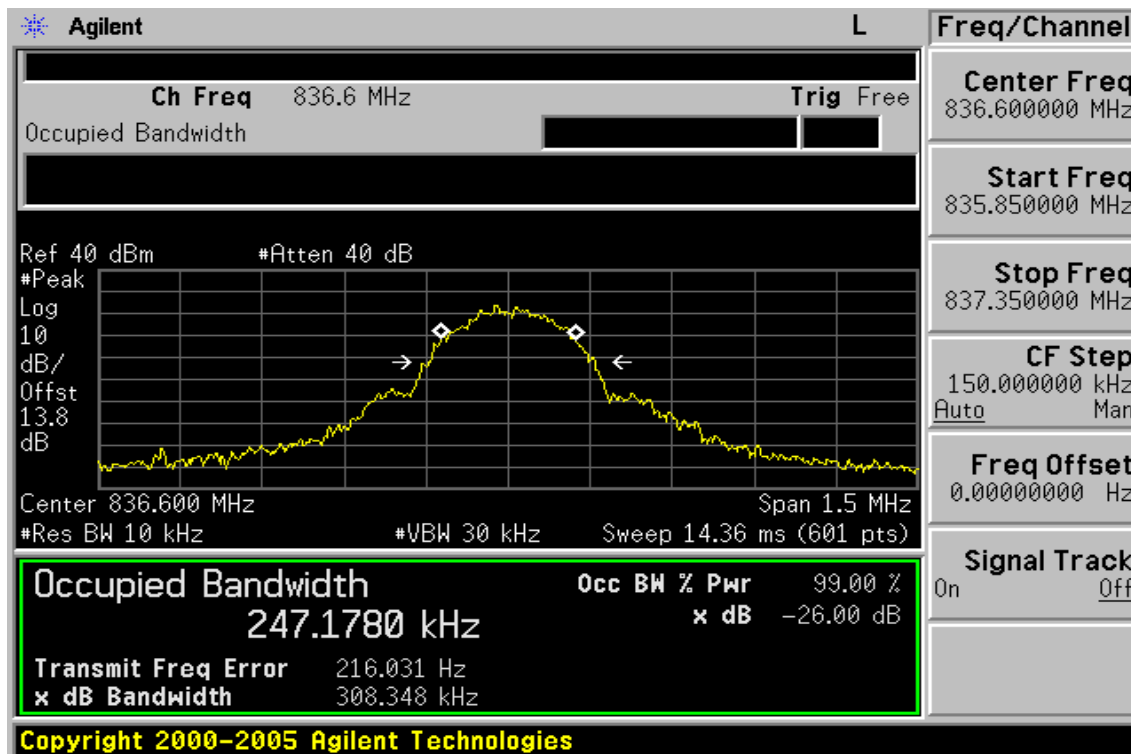 Agilent L
Freq/Channel
Ch Freq 836.6 MHz Trig Free
Occupied Bandwidth
Center Freq
836.600000 MHz
Start Freq
835.850000 MHz
Stop Freq
837.350000 MHz
CF Step
150.000000 kHz
Auto Man
Freq Offset
0.00000000 Hz
Signal Track
On Off
Ref 40 dBm #Atten 40 dB
#Peak
Log
10
dB/
Offst
13.8
dB
Center 836.600 MHz Span 1.5 MHz
#Res BW 10 kHz #VBW 30 kHz Sweep 14.36 ms (601 pts)
Occupied Bandwidth
247.1780 kHz
Occ BW % Pwr 99.00 %
x dB -26.00 dB
Transmit Freq Error 216.031 Hz
x dB Bandwidth 308.348 kHz
Copyright 2000-2005 Agilent Technologies